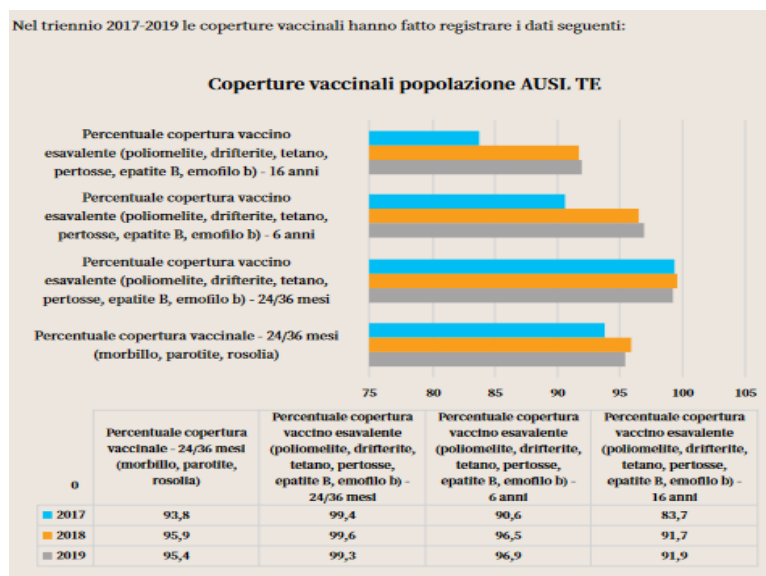 Nel triennio 2017-2019 le coperture vaccinali hanno fatto registrare i dati seguenti:
Coperture vaccinali popolazione AUSL TE
Percentuale copertura vaccino
esavalente (poliomelite, drifterite, tetano,
pertosse, epatite B, emofilo b) - 16 anni
Percentuale copertura vaccino
esavalente (poliomelite, drifterite, tetano,
pertosse, epatite B, emofilo b) - 6 anni
Percentuale copertura vaccino
esavalente (poliomelite, drifterite, tetano,
pertosse, epatite B, emofilo b) - 24/36 mesi
Percentuale copertura vaccinale - 24/36 mesi
(morbillo, parotite, rosolia)
75 80 85 90 95 100 105
0
Percentuale copertura
vaccinale - 24/36 mesi
(morbillo, parotite,
rosolia)
Percentuale copertura
vaccino esavalente
(poliomelite, drifterite,
tetano, pertosse,
epatite B, emofilo b) -
24/36 mesi
Percentuale copertura
vaccino esavalente
(poliomelite, drifterite,
tetano, pertosse,
epatite B, emofilo b) -
6 anni
Percentuale copertura
vaccino esavalente
(poliomelite, drifterite,
tetano, pertosse,
epatite B, emofilo b) -
16 anni
2017 93,8 99,4 90,6 83,7
2018 95,9 99,6 96,5 91,7
2019 95,4 99,3 96,9 91,9